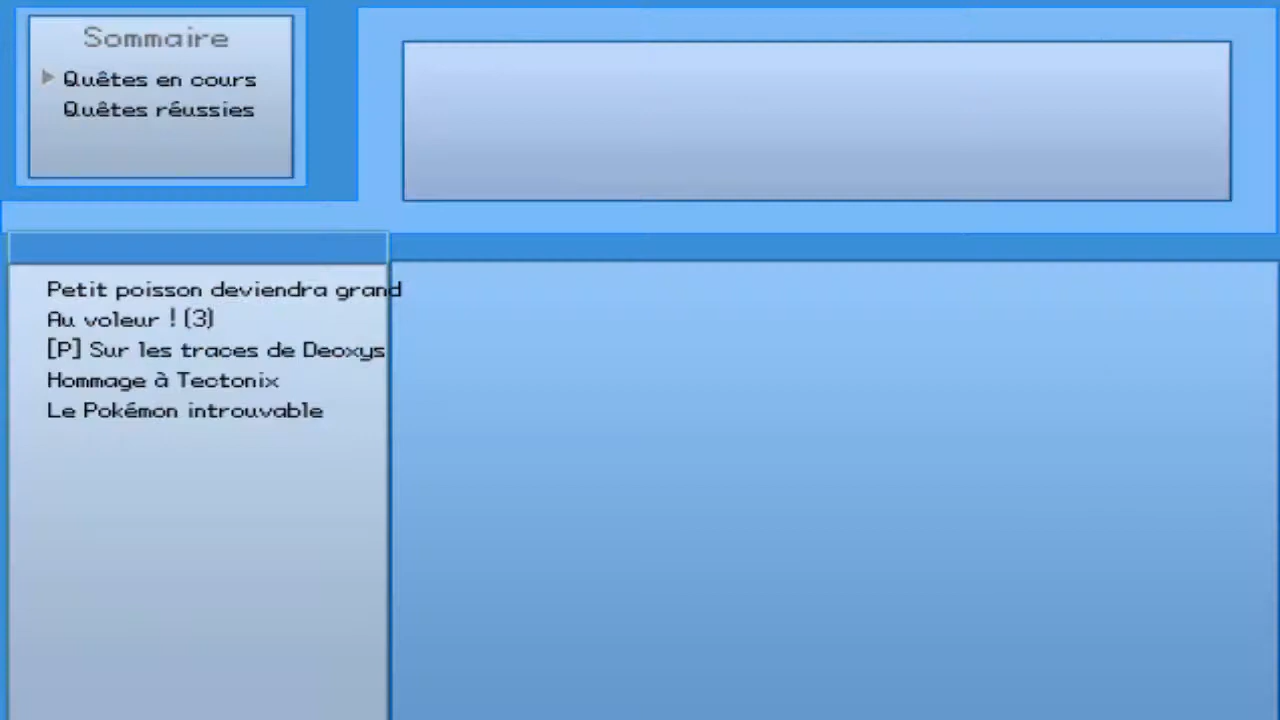 Sommaire
Quêtes en cours
Quêtes réussies
Petit poisson deviendra grand
Au voleur ! (3)
[P] Sur les traces de Deoxys
Hommage à Tectonix
Le Pokémon introuvable